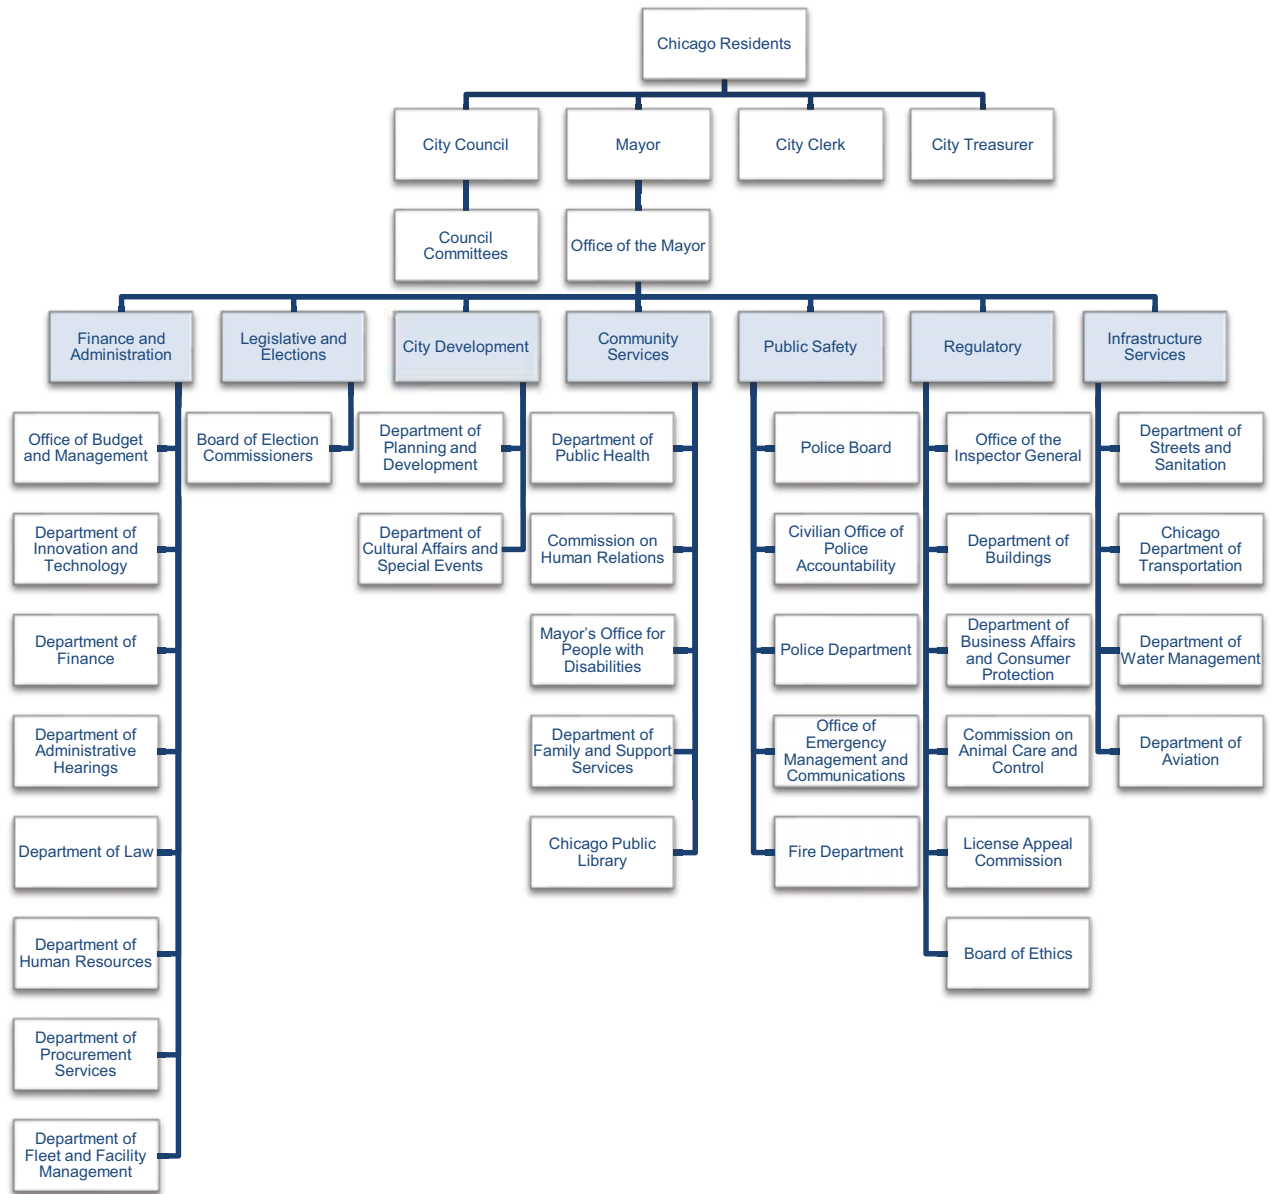 Chicago Residents
City Council
Mayor
City Clerk
City Treasurer
Council
Committees
Office of the Mayor
Finance and
Administration
Legislative and
Elections
City Development
Community
Services
Public Safety
Regulatory
Infrastructure
Services
Office of Budget
and Management
Board of Election
Commissioners
Department of
Planning and
Development
Department of
Public Health
Police Board
Office of the
Inspector General
Department of
Streets and
Sanitation
Department of
Innovation and
Technology
Department of
Cultural Affairs and
Special Events
Commission on
Human Relations
Civilian Office of
Police
Accountability
Department of
Buildings
Chicago
Department of
Transportation
Department of
Finance
Mayor’s Office for
People with
Disabilities
Police Department
Department of
Business Affairs
and Consumer
Protection
Department of
Water Management
Department of
Administrative
Hearings
Department of
Family and Support
Services
Office of
Emergency
Management and
Communications
Commission on
Animal Care and
Control
Department of
Aviation
Department of Law
Chicago Public
Library
Fire Department
License Appeal
Commission
Department of
Human Resources
Board of Ethics
Department of
Procurement
Services
Department of
Fleet and Facility
Management